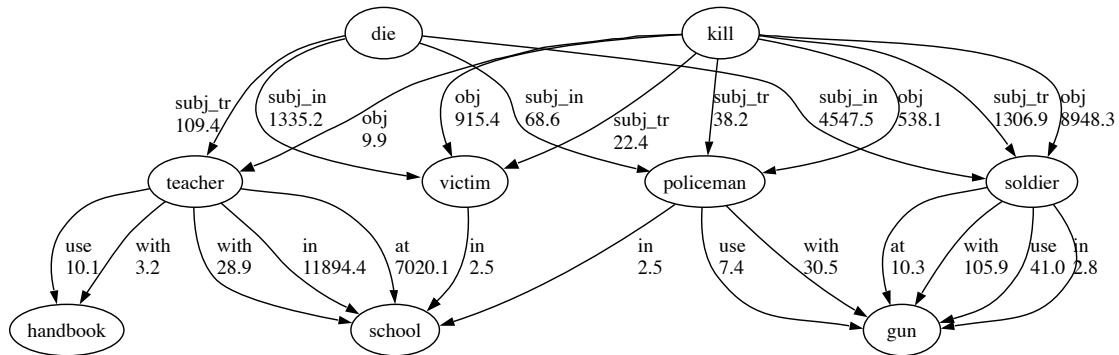 die
kill
subj_tr
109.4
subj_in
1335.2
obj
9.9
obj
915.4
subj_in
68.6
subj_tr
22.4
subj_tr
38.2
subj_in
4547.5
obj
538.1
subj_tr
1306.9
obj
8948.3
teacher
victim
policeman
soldier
use
10.1
with
3.2
with
28.9
in
11894.4
at
7020.1
in
2.5
in
2.5
use
7.4
with
30.5
at
10.3
with
105.9
use
41.0
in
2.8
handbook
school
gun